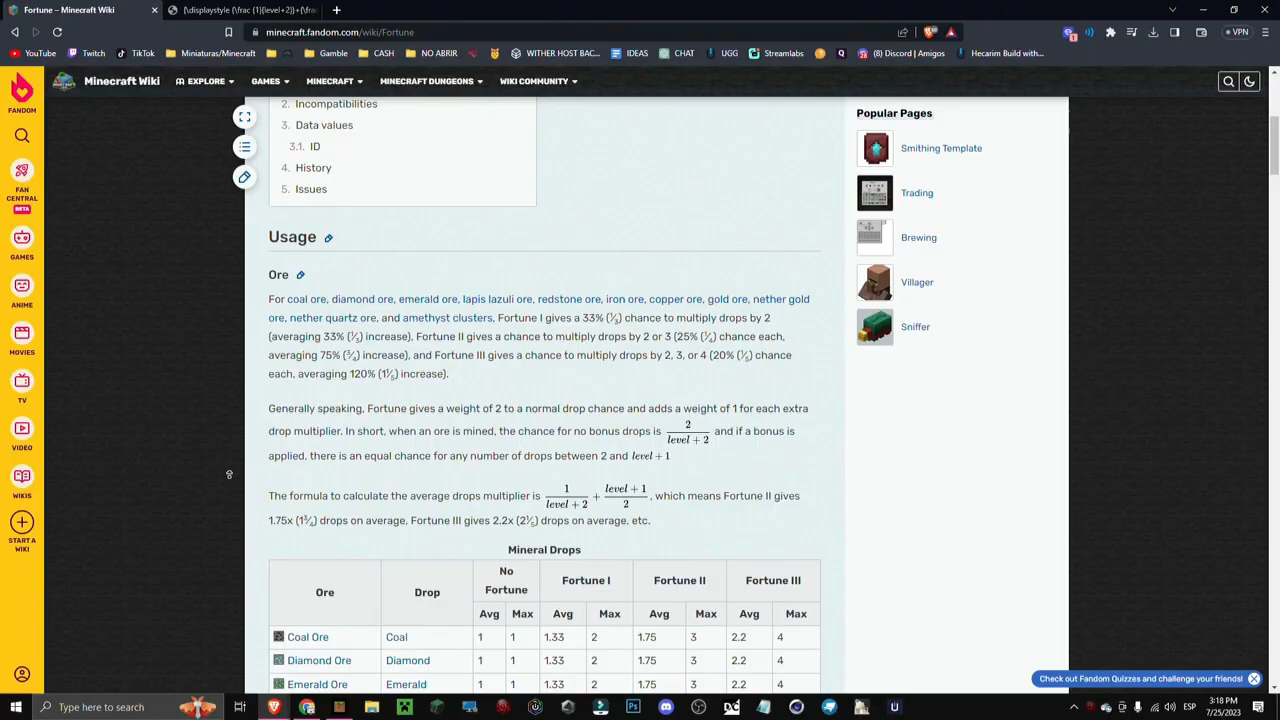 Fortune – Minecraft Wiki
{\displaystyle {\frac {1}{level+2}}+{\fra
minecraft.fandom.com/wiki/Fortune
VPN
YouTube
Twitch
TikTok
Miniaturas/Minecraft
Gambling
CASH
NO ABRIR
WITHER HOST BAC...
IDEAS
CHAT
UGG
Streamlabs
(8) Discord | Amigos
Hecarim Build with...
FANDOM
Minecraft Wiki
EXPLORE
GAMES
MINECRAFT
MINECRAFT DUNGEONS
WIKI COMMUNITY
FAN CENTRAL
BETA
GAMES
ANIME
MOVIES
TV
VIDEO
WIKIS
START A WIKI
2. Incompatibilities
3. Data values
3.1. ID
4. History
5. Issues
Usage
Ore
For coal ore, diamond ore, emerald ore, lapis lazuli ore, redstone ore, iron ore, copper ore, gold ore, nether gold
ore, nether quartz ore, and amethyst clusters, Fortune I gives a 33% (1⁄3) chance to multiply drops by 2
(averaging 33% (1⁄3) increase), Fortune II gives a chance to multiply drops by 2 or 3 (25% (1⁄4) chance each,
averaging 75% (3⁄4) increase), and Fortune III gives a chance to multiply drops by 2, 3, or 4 (20% (1⁄5) chance
each, averaging 120% (1 1⁄5) increase).
Generally speaking, Fortune gives a weight of 2 to a normal drop chance and adds a weight of 1 for each extra
drop multiplier. In short, when an ore is mined, the chance for no bonus drops is 2/(level + 2) and if a bonus is
applied, there is an equal chance for any number of drops between 2 and level + 1
The formula to calculate the average drops multiplier is 1/(level + 2) + (level + 1)/2, which means Fortune II gives
1.75x (1 3⁄4) drops on average, Fortune III gives 2.2x (2 1⁄5) drops on average, etc.
Mineral Drops
Ore Drop No Fortune Fortune I Fortune II Fortune III
Avg Max Avg Max Avg Max Avg Max
Coal Ore Coal 1 1 1.33 2 1.75 3 2.2 4
Diamond Ore Diamond 1 1 1.33 2 1.75 3 2.2 4
Emerald Ore Emerald 1 1 1.33 2 1.75 3 2.2 4
Popular Pages
Smithing Template
Trading
Brewing
Villager
Sniffer
Check out Fandom Quizzes and challenge your friends!
Type here to search
ESP
3:18 PM
7/25/2023